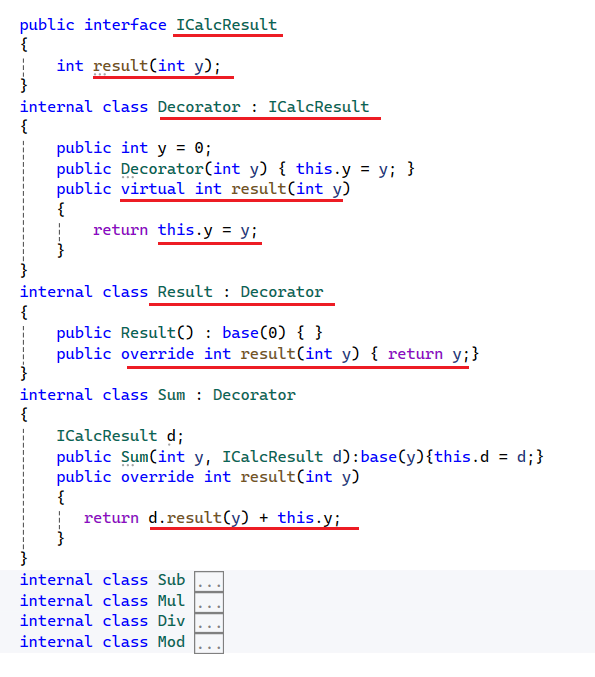 public interface ICalcResult
{
int result(int y);
}
internal class Decorator : ICalcResult
{
public int y = 0;
public Decorator(int y) { this.y = y; }
public virtual int result(int y)
{
return this.y = y;
}
}
internal class Result : Decorator
{
public Result() : base(0) { }
public override int result(int y) { return y;}
}
internal class Sum : Decorator
{
ICalcResult d;
public Sum(int y, ICalcResult d):base(y){this.d = d;}
public override int result(int y)
{
return d.result(y) + this.y;
}
}
internal class Sub ...
internal class Mul ...
internal class Div ...
internal class Mod ...